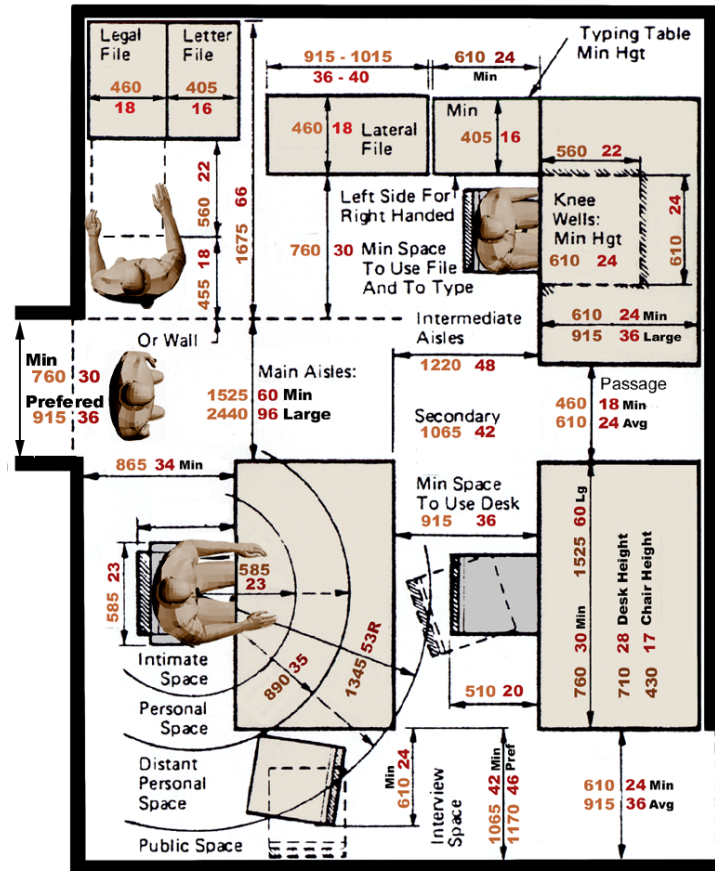 Legal
File
460
18
Letter
File
405
16
915 - 1015
36 - 40
610 24
Min
Typing Table
Min Hgt
460 18 Lateral
File
Min
405 16
560 22
560 22
455 18
1675 66
Left Side For
Right Handed
760 30 Min Space
To Use File
And To Type
Knee
Wells:
Min Hgt
610 24
610 24
610 24 Min
915 36 Large
Or Wall
Min
760 30
Prefered
915 36
Main Aisles:
1525 60 Min
2440 96 Large
Intermediate
Aisles
1220 48
Secondary
1065 42
Passage
460 18 Min
610 24 Avg
865 34 Min
Min Space
To Use Desk
915 36
585 23
585
23
890 35
1345 53R
510 20
760 30 Min
1525 60 Lg
710 28 Desk Height
430 17 Chair Height
Intimate
Space
Personal
Space
Distant
Personal
Space
Public Space
Min
610 24
Interview
Space
1065 42 Min
1170 46 Pref
610 24 Min
915 36 Avg